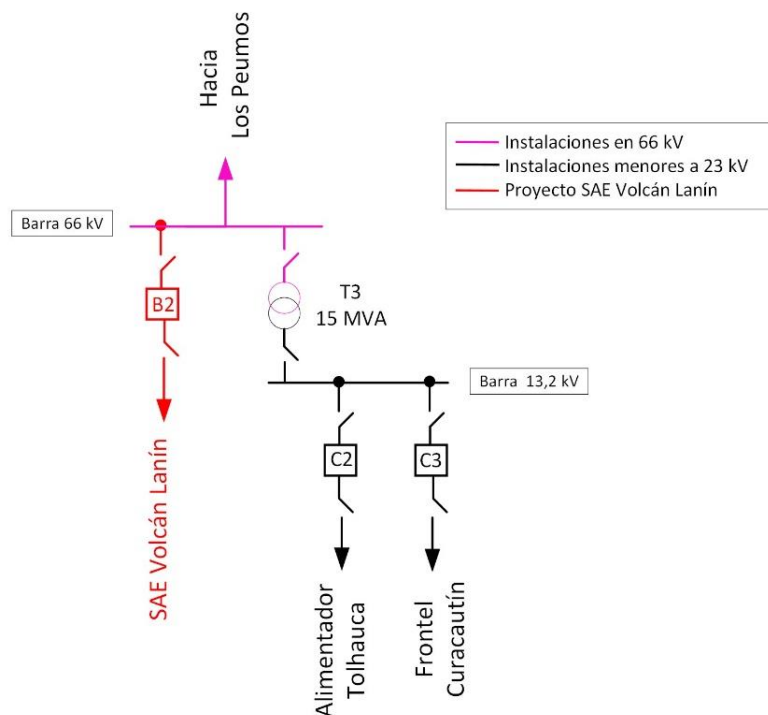 Hacia
Los Peumos
Instalaciones en 66 kV
Instalaciones menores a 23 kV
Proyecto SAE Volcán Lanín
Barra 66 kV
B2
T3
15 MVA
Barra 13,2 kV
C2
C3
SAE Volcán Lanín
Alimentador
Tolhauca
Frontel
Curacautín